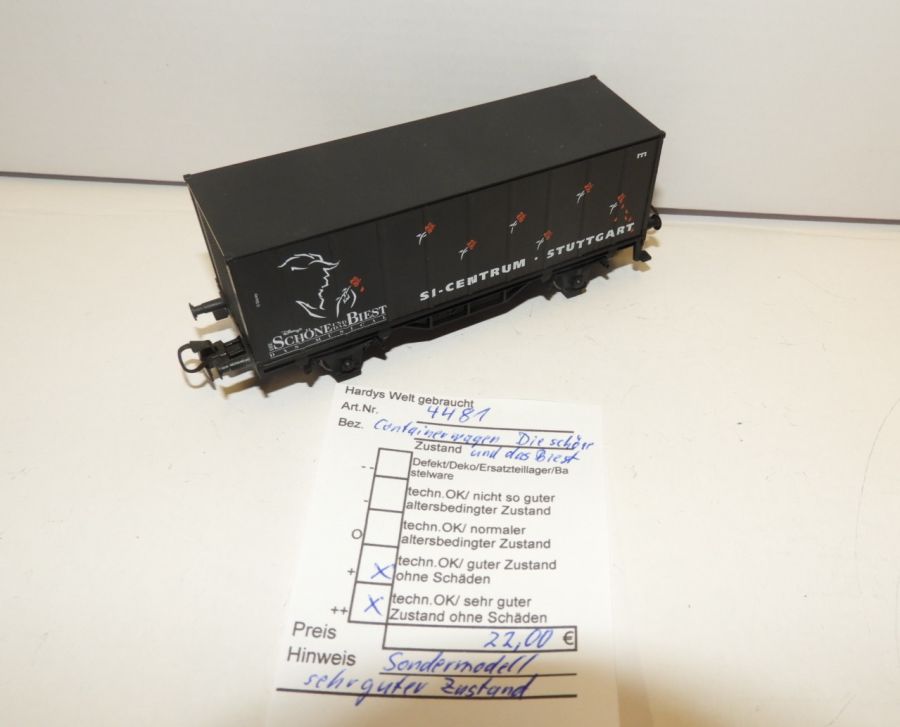 E
SI-CENTRUM · STUTTGART
Disney's
DIE SCHÖNE UND DAS BIEST
DAS MUSICAL
Hardys Welt gebraucht
Art.Nr. 4481
Bez. Containerwagen Die schöne
Zustand und das Biest
-- Defekt/Deko/Ersatzteillager/Ba
stelware
- techn.OK/ nicht so guter
altersbedingter Zustand
O techn.OK/ normaler
altersbedingter Zustand
+ X techn.OK/ guter Zustand
ohne Schäden
++ X techn.OK/ sehr guter
Zustand ohne Schäden
Preis 22,00 €
Hinweis Sondermodell
sehr guter Zustand